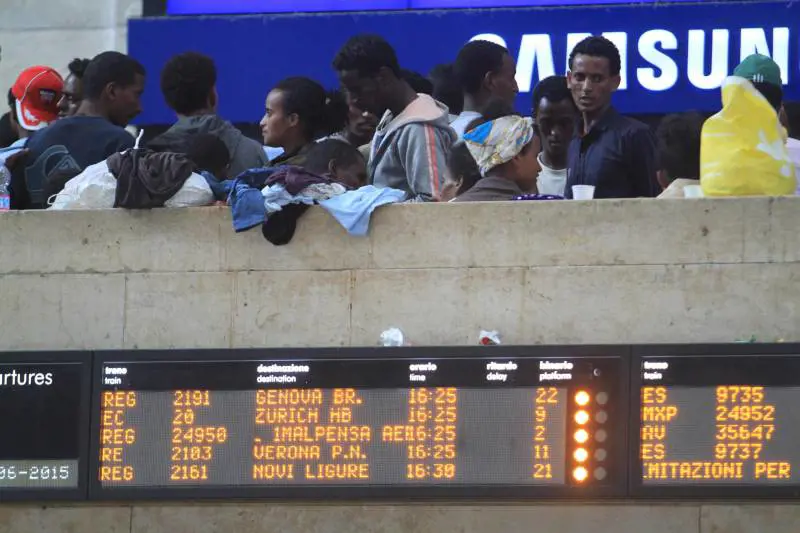 SAMSUN
rtures
treno destinazione orario ritardo binario
train destination time delay platform
REG 2191 GENOVA BR. 16:25 22
EC 20 ZURICH HB 16:25 9
REG 24950 . IMALPENSA AER 16:25 2
RE 2103 VERONA P.N. 16:25 11
REG 2161 NOVI LIGURE 16:30 21
06-2015
treno
train
ES 9735
MXP 24952
AV 35647
ES 9737
IMITAZIONI PER